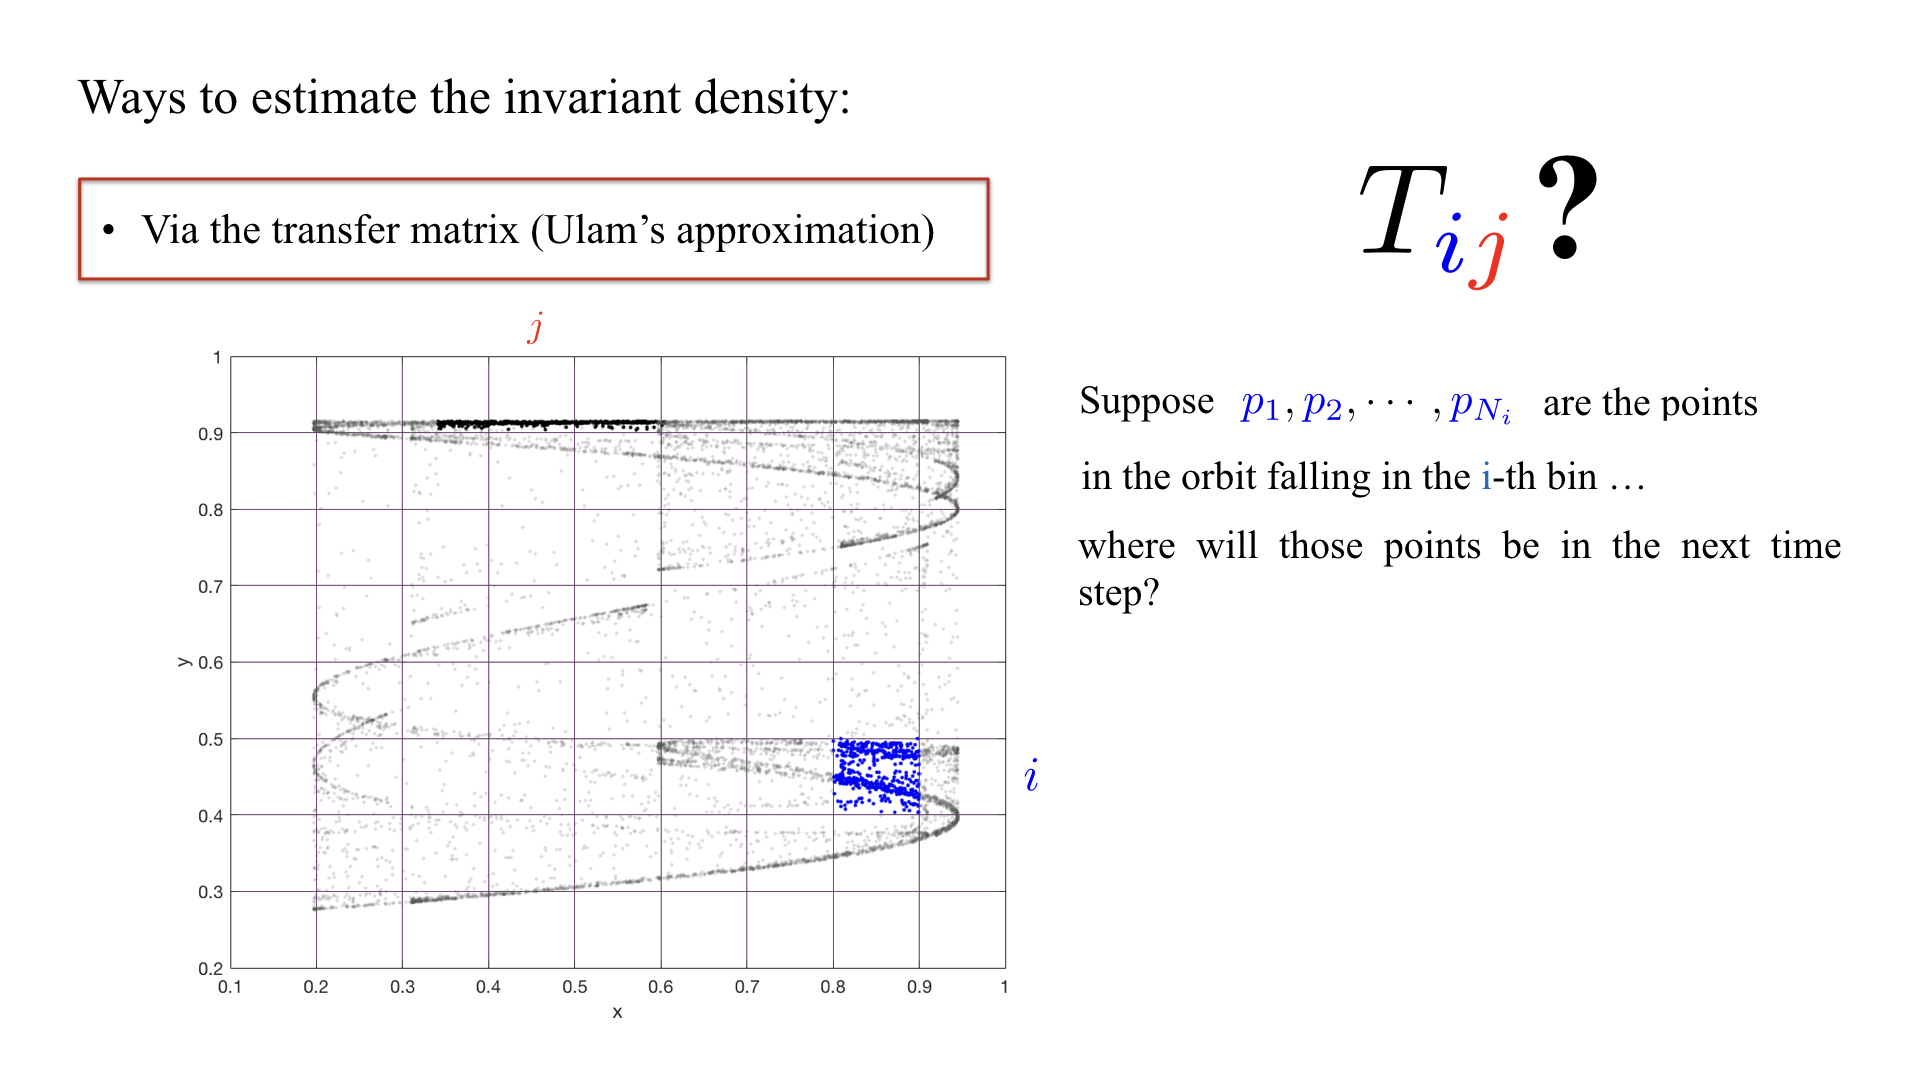 Ways to estimate the invariant density:
• Via the transfer matrix (Ulam’s approximation)
T_{ij} ?
j
Suppose p_1, p_2, ⋯ , p_{N_i} are the points
in the orbit falling in the i-th bin …
where will those points be in the next time
step?
i
y
1
0.9
0.8
0.7
0.6
0.5
0.4
0.3
0.2
0.1 0.2 0.3 0.4 0.5 0.6 0.7 0.8 0.9 1
x